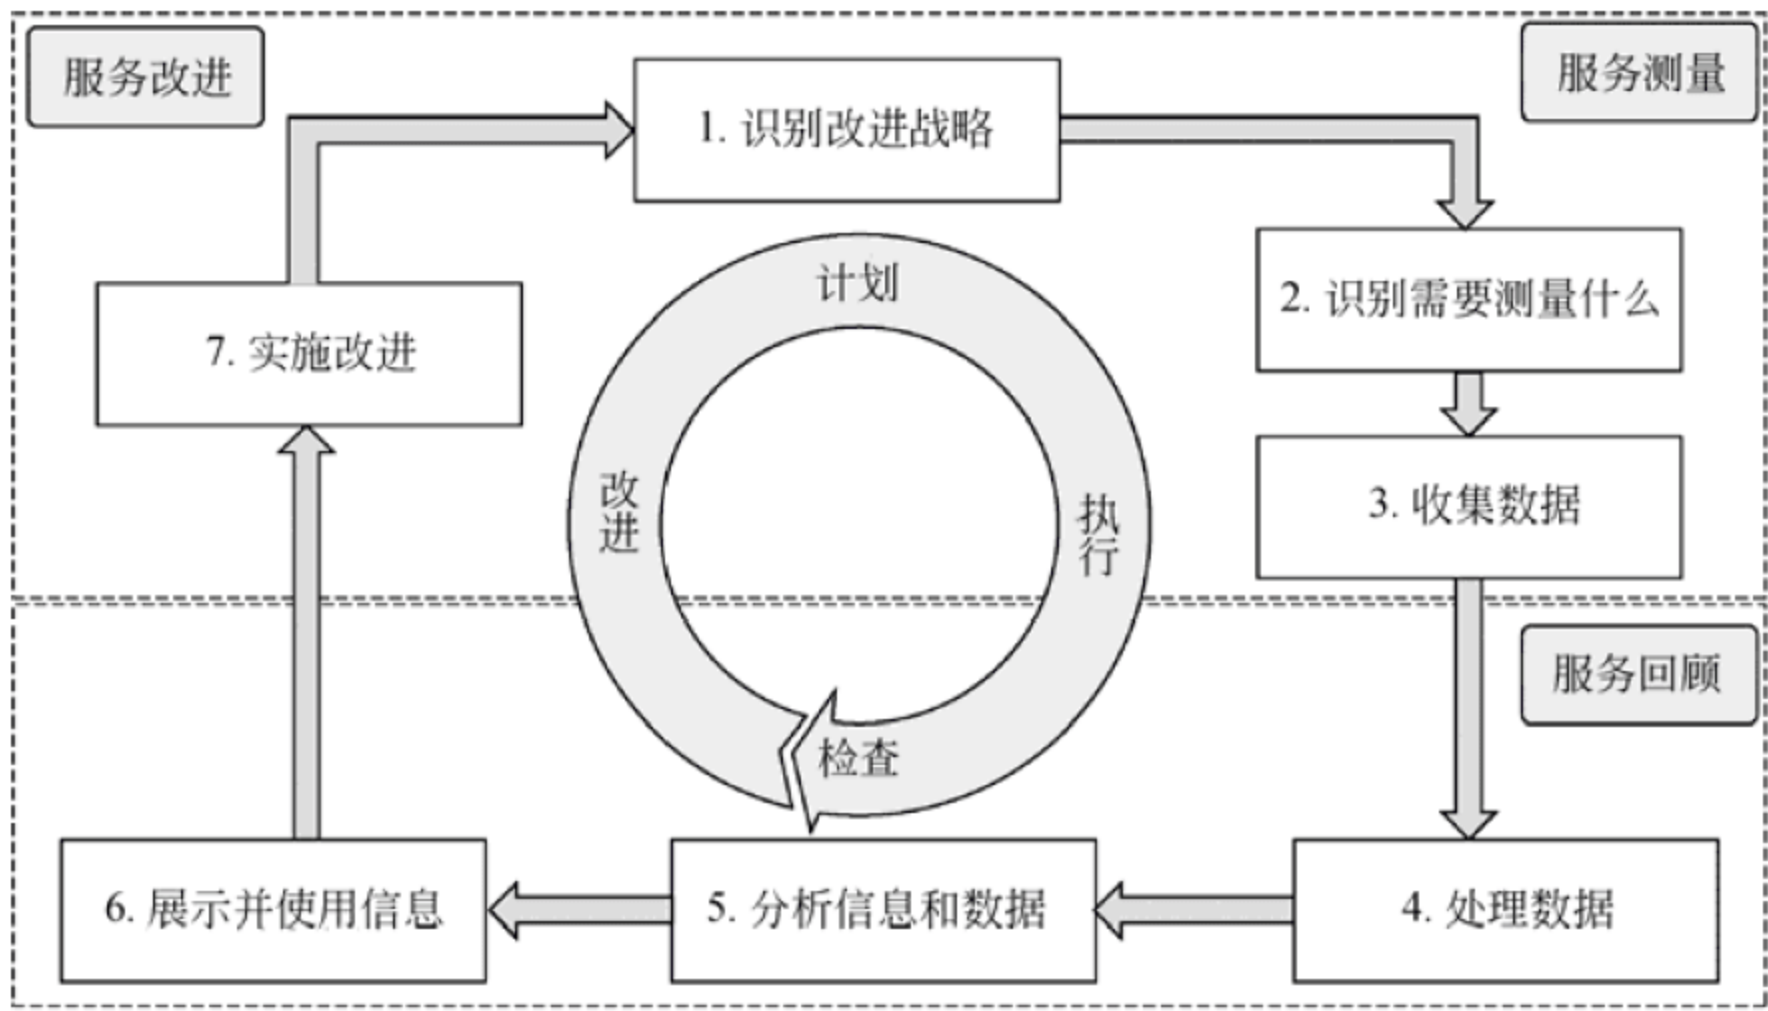 服务改进
服务测量
1. 识别改进战略
2. 识别需要测量什么
计划
7. 实施改进
3. 收集数据
改进
执行
服务回顾
检查
6. 展示并使用信息
5. 分析信息和数据
4. 处理数据